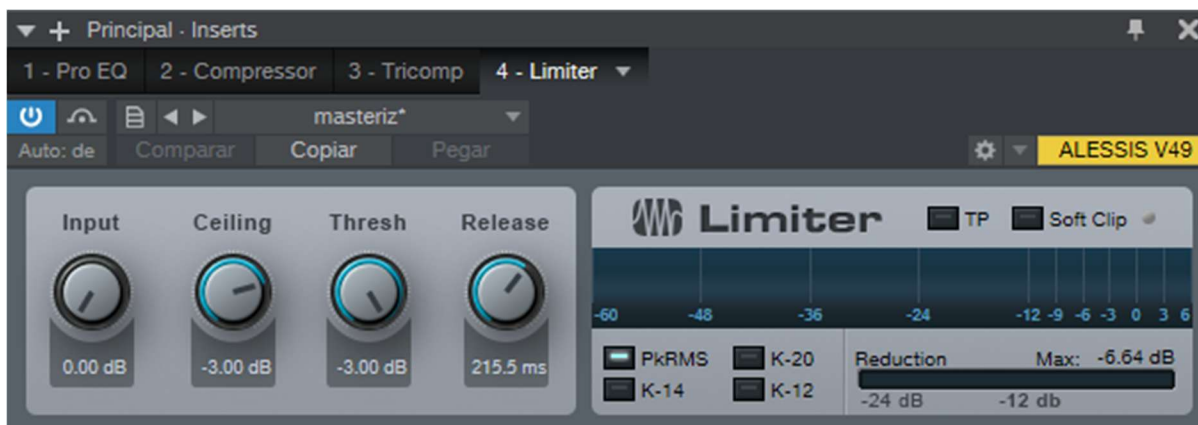 Principal - Inserts
1 - Pro EQ 2 - Compressor 3 - Tricomp 4 - Limiter
masteriz*
Auto: de Comparar Copiar Pegar ALESSIS V49
Input Ceiling Thresh Release
0.00 dB -3.00 dB -3.00 dB 215.5 ms
Limiter TP Soft Clip
-60 -48 -36 -24 -12 -9 -6 -3 0 3 6
PkRMS K-20
K-14 K-12
Reduction Max: -6.64 dB
-24 dB -12 db